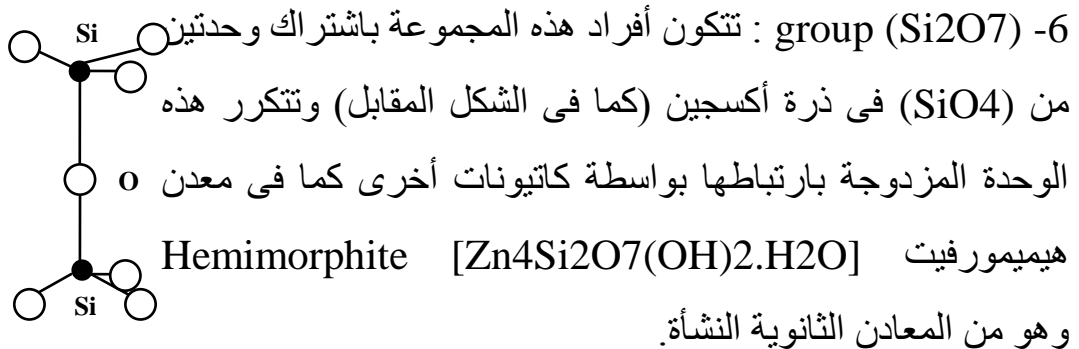 6- group (Si2O7) : تتكون أفراد هذه المجموعة باشتراك وحدتين
من (SiO4) فى ذرة أكسجين (كما فى الشكل المقابل) وتتكرر هذه
الوحدة المزدوجة بارتباطها بواسطة كاتيونات أخرى كما فى معدن
هيميمورفيت Hemimorphite [Zn4Si2O7(OH)2.H2O]
وهو من المعادن الثانوية النشأة.
Si
O
Si